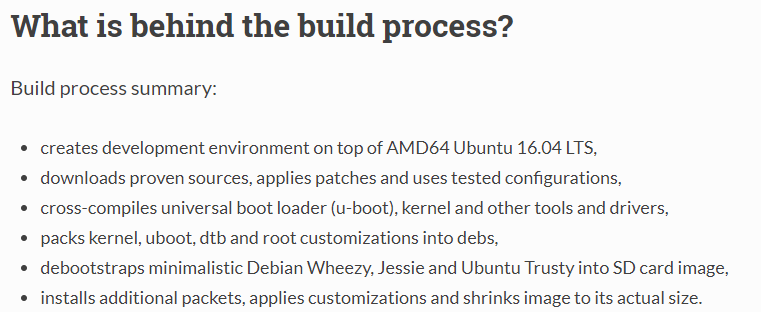 What is behind the build process?
Build process summary:
• creates development environment on top of AMD64 Ubuntu 16.04 LTS,
• downloads proven sources, applies patches and uses tested configurations,
• cross-compiles universal boot loader (u-boot), kernel and other tools and drivers,
• packs kernel, uboot, dtb and root customizations into debs,
• debootstraps minimalistic Debian Wheezy, Jessie and Ubuntu Trusty into SD card image,
• installs additional packets, applies customizations and shrinks image to its actual size.